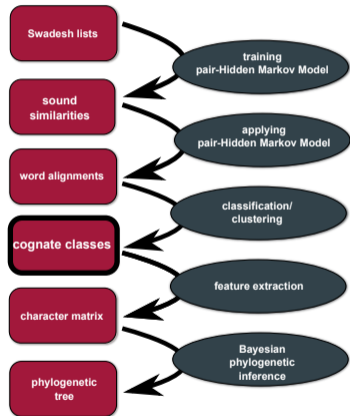 Swadesh lists
training
pair-Hidden Markov Model
sound
similarities
applying
pair-Hidden Markov Model
word alignments
classification/
clustering
cognate classes
feature extraction
character matrix
Bayesian
phylogenetic
inference
phylogenetic
tree